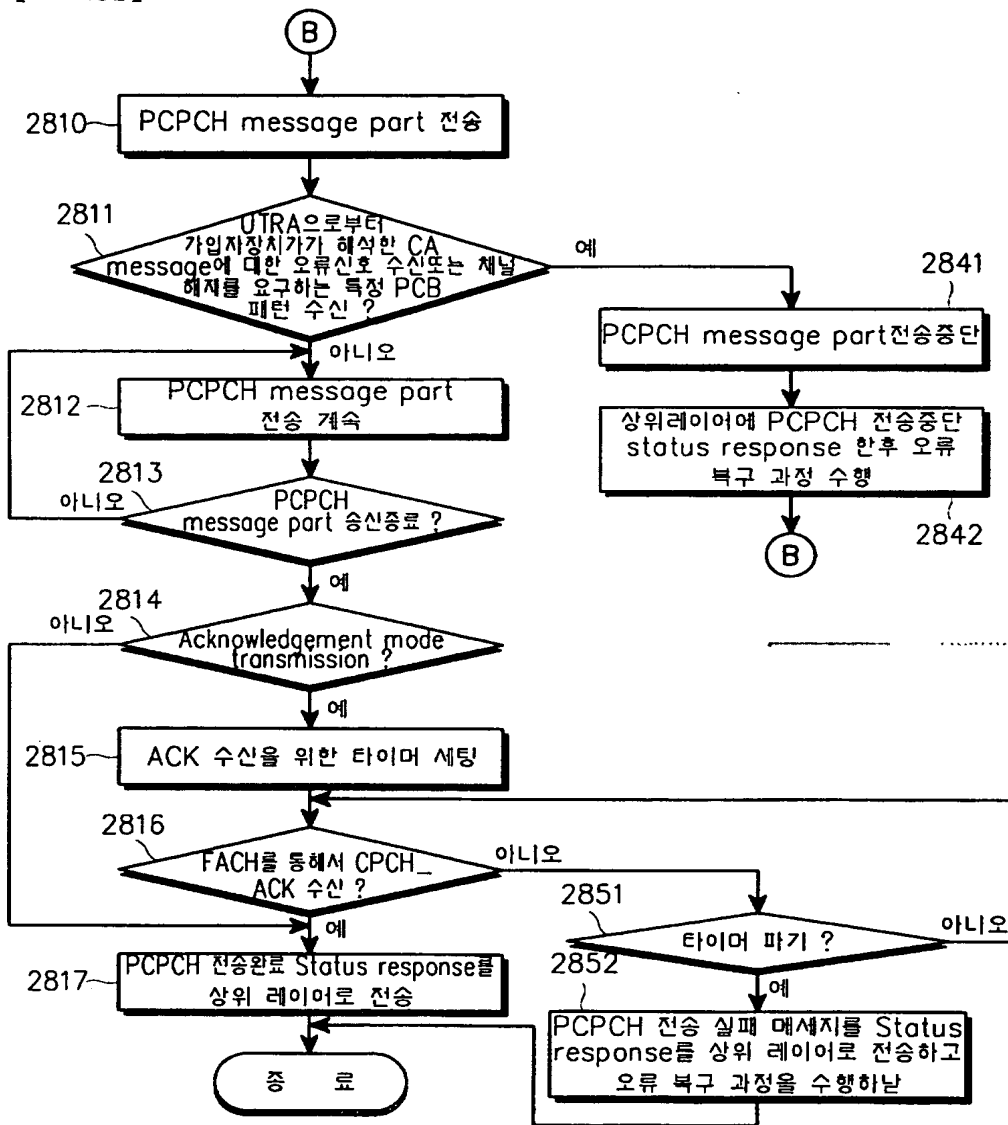 B
2810
PCPCH message part 전송
2811
UTRA으로부터
가입자장치가가 해석한 CA
message에 대한 오류신호 수신또는 채널
해지를 요구하는 특정 PCB
패턴 수신 ?
예
아니오
2841
PCPCH message part전송중단
2812
PCPCH message part
전송 계속
상위레이어에 PCPCH 전송중단
status response 한후 오류
복구 과정 수행
2842
B
2813
아니오
PCPCH
message part 송신종료 ?
예
2814
아니오
Acknowledgement mode
transmission ?
예
2815
ACK 수신을 위한 타이머 세팅
2816
FACH를 통해서 CPCH_
ACK 수신 ?
아니오
예
2851
타이머 파기 ?
아니오
2852
예
2817
PCPCH 전송완료 Status response를
상위 레이어로 전송
PCPCH 전송 실패 메세지를 Status
response를 상위 레이어로 전송하고
오류 복구 과정을 수행하낟
종 료